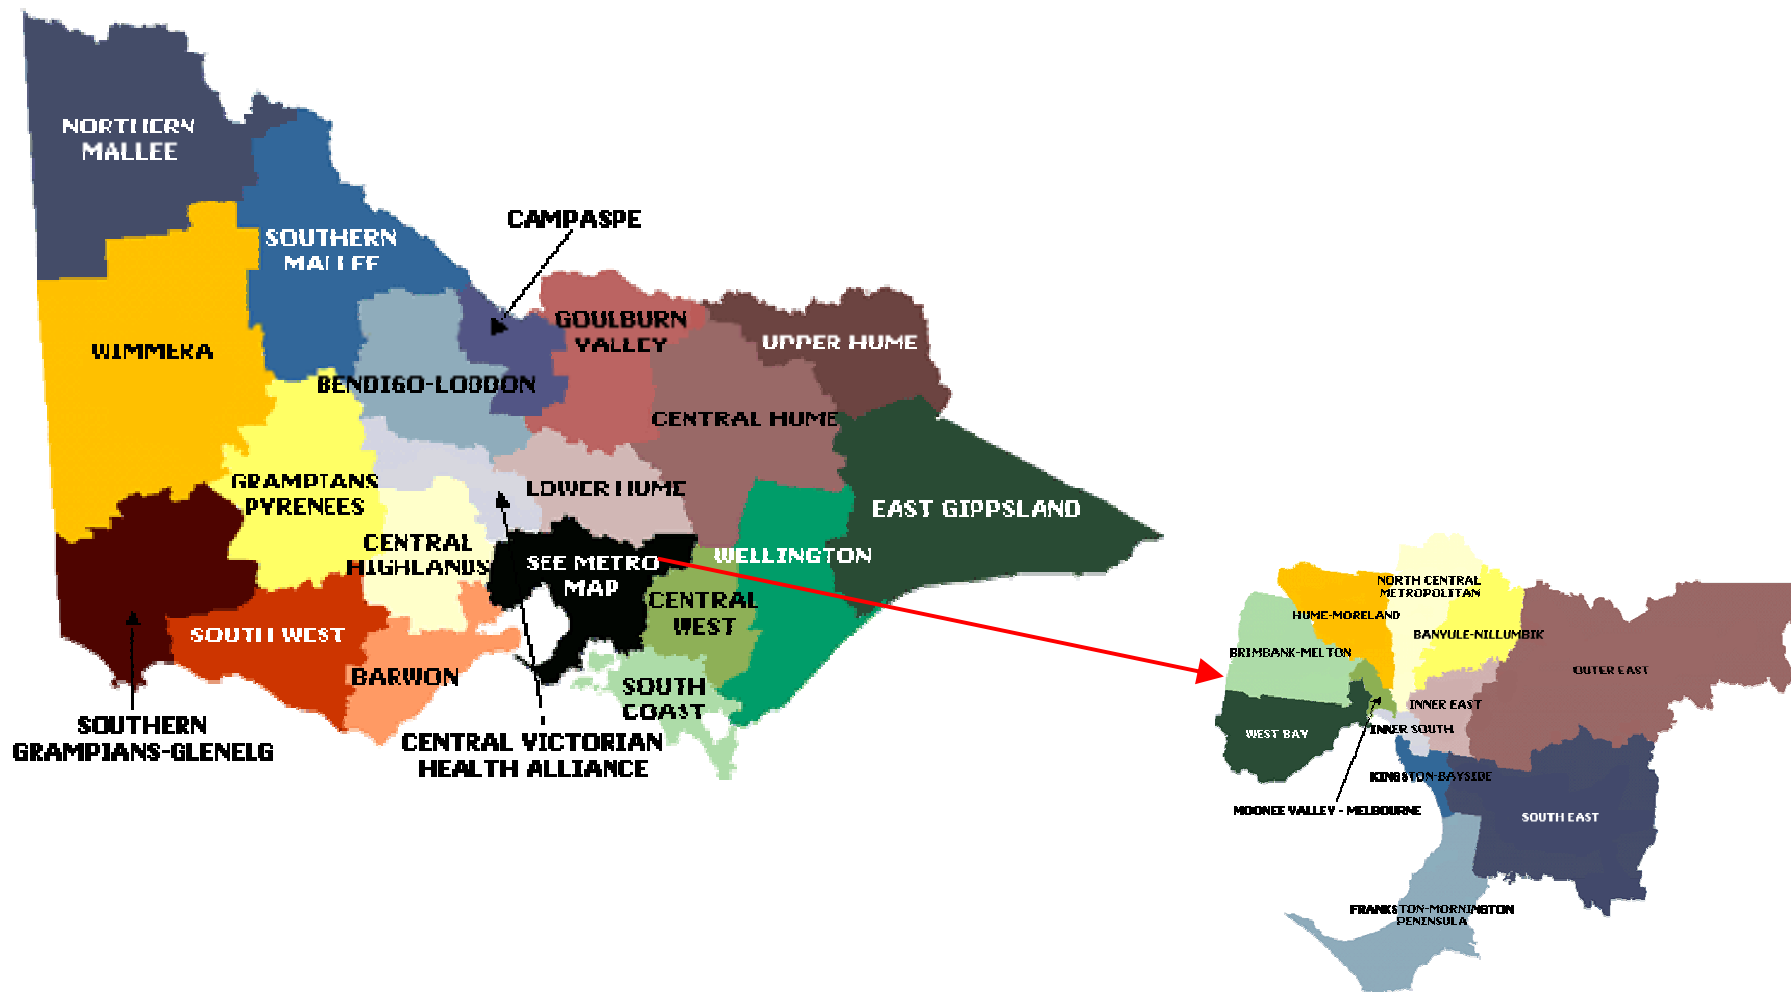 NORTHERN
MALLEE
SOUTHERN
MALLEE
CAMPASPE
WIMMERA
GOULBURN
VALLEY
UPPER HUME
BENDIGO-LODDON
CENTRAL HUME
GRAMPIANS
PYRENEES
LOWER HUME
EAST GIPPSLAND
CENTRAL
HIGHLANDS
SEE METRO
MAP
WELLINGTON
CENTRAL
WEST
SOUTH WEST
BARWON
SOUTH
COAST
SOUTHERN
GRAMPIANS-GLENELG
CENTRAL VICTORIAN
HEALTH ALLIANCE
NORTH CENTRAL
METROPOLITAN
HUME-MORELAND
BANYULE-NILLUMBIK
BRIMBANK-MELTON
OUTER EAST
INNER EAST
INNER SOUTH
WEST BAY
KINGSTON-BAYSIDE
MOONEE VALLEY - MELBOURNE
SOUTH EAST
FRANKSTON-MORNINGTON
PENINSULA